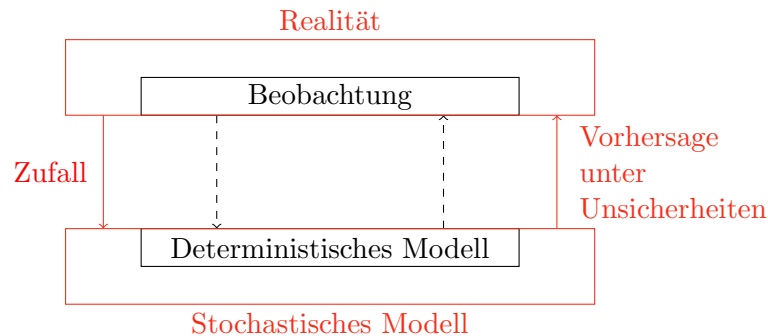 Realität
Beobachtung
Zufall
Vorhersage
unter
Unsicherheiten
Deterministisches Modell
Stochastisches Modell